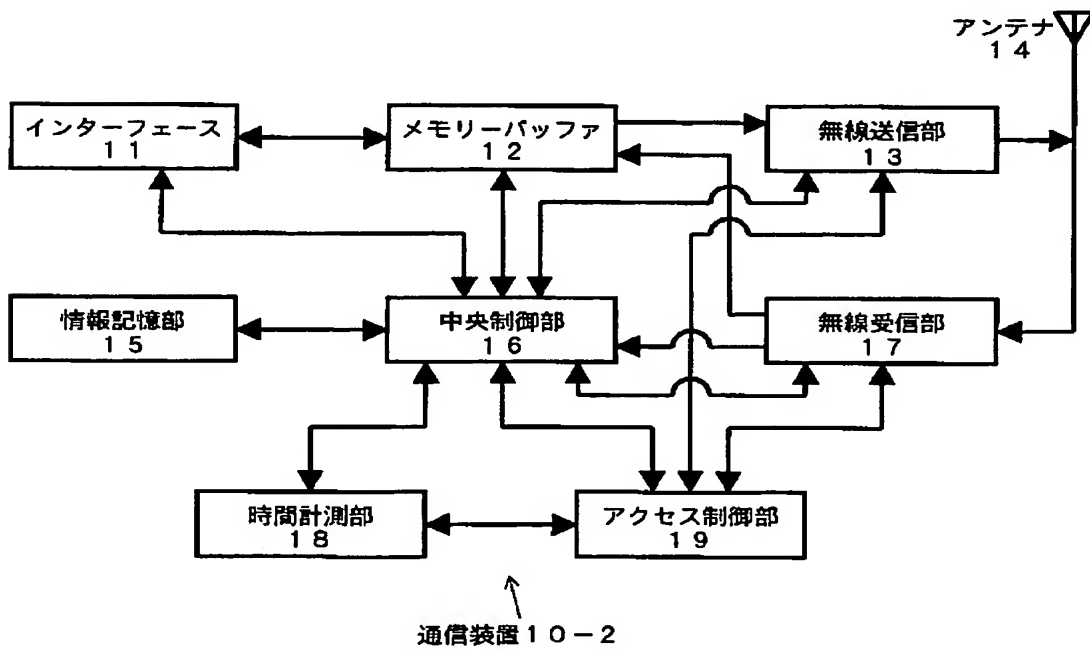 アンテナ
14
インターフェース
11
メモリーバッファ
12
無線送信部
13
情報記憶部
15
中央制御部
16
無線受信部
17
時間計測部
18
アクセス制御部
19
通信装置10-2